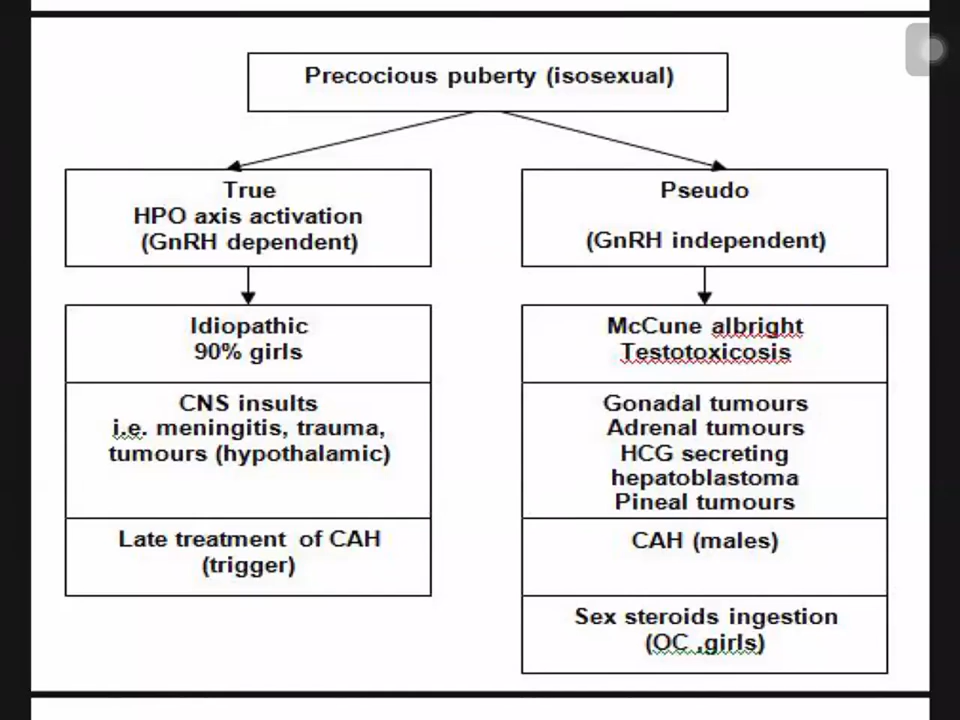 Precocious puberty (isosexual)
True
HPO axis activation
(GnRH dependent)
Pseudo
(GnRH independent)
Idiopathic
90% girls
CNS insults
i.e. meningitis, trauma,
tumours (hypothalamic)
Late treatment of CAH
(trigger)
McCune albright
Testotoxicosis
Gonadal tumours
Adrenal tumours
HCG secreting
hepatoblastoma
Pineal tumours
CAH (males)
Sex steroids ingestion
(OC ,girls)